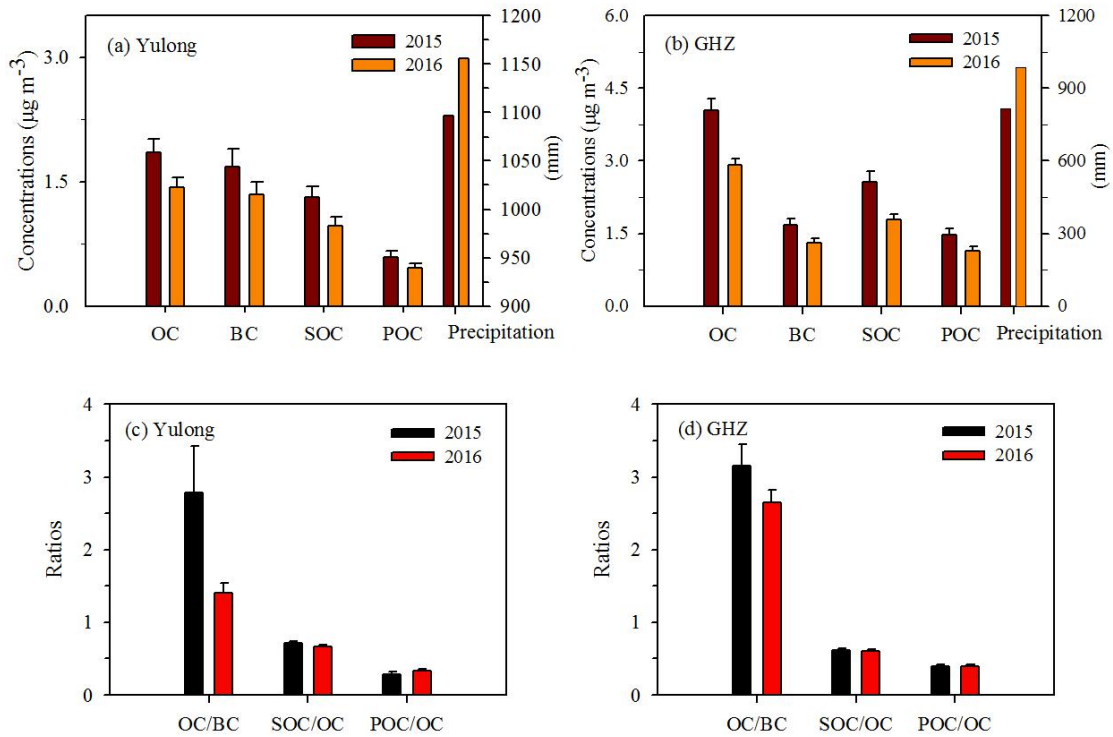 (a) Yulong
2015
2016
Concentrations (µg m⁻³)
3.0
1.5
0.0
1200
1150
1100
1050
1000
950
900
(mm)
OC BC SOC POC Precipitation
(b) GHZ
2015
2016
Concentrations (µg m⁻³)
6.0
4.5
3.0
1.5
0.0
1200
900
600
300
0
(mm)
OC BC SOC POC Precipitation
(c) Yulong
2015
2016
Ratios
4
3
2
1
0
OC/BC SOC/OC POC/OC
(d) GHZ
2015
2016
Ratios
4
3
2
1
0
OC/BC SOC/OC POC/OC